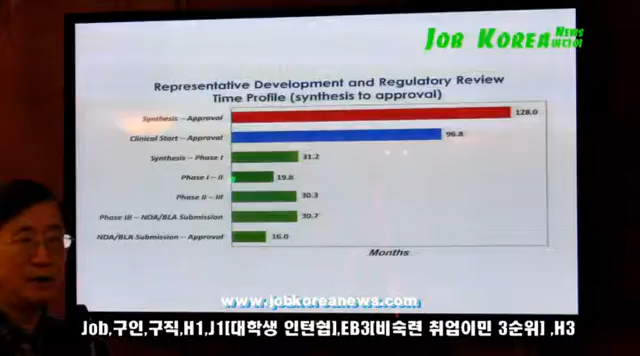 JOB KOREA NEWS 미디어
Representative Development and Regulatory Review
Time Profile (synthesis to approval)
Synthesis – Approval 128.0
Clinical Start – Approval 96.8
Synthesis – Phase I 31.2
Phase I – II 19.8
Phase II – III 30.3
Phase III – NDA/BLA Submission 30.7
NDA/BLA Submission – Approval 16.0
Months
www.jobkoreanews.com
Job,구인,구직,H1,J1[대학생 인턴쉽],EB3[비숙련 취업이민 3순위] ,H3